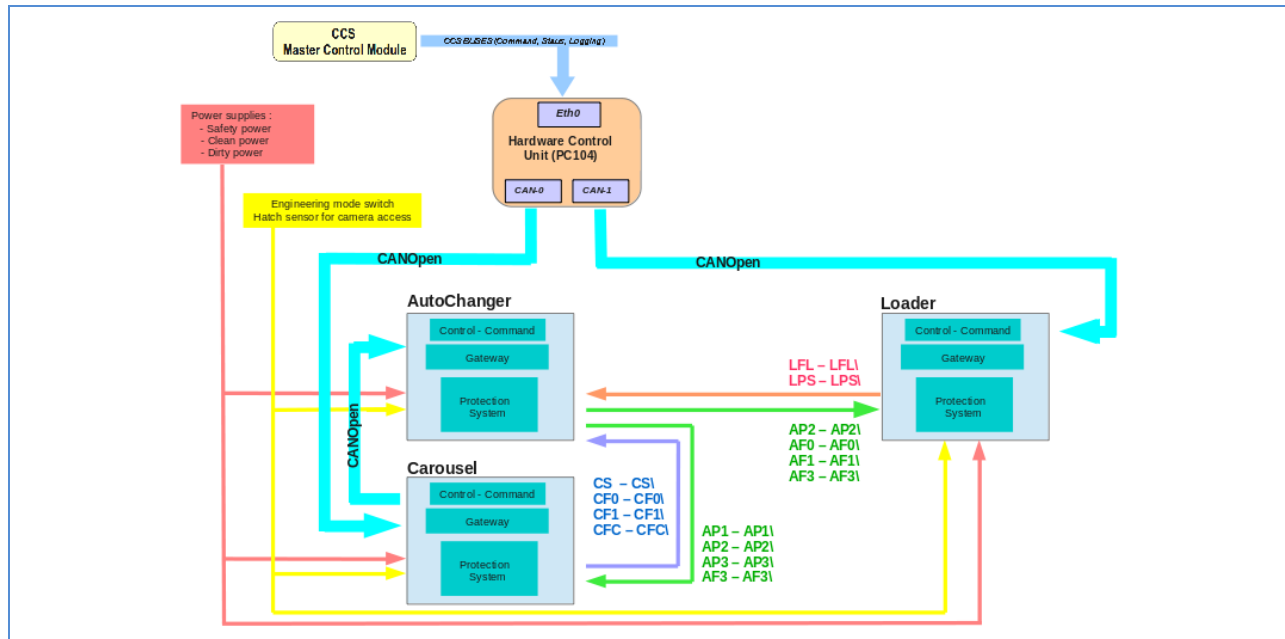 CCS
Master Control Module
CCS BUSES (Command, Staus, Logging)
Eth0
Hardware Control
Unit (PC104)
CAN-0
CAN-1
Power supplies :
- Safety power
- Clean power
- Dirty power
Engineering mode switch
Hatch sensor for camera access
CANOpen
CANOpen
AutoChanger
Control - Command
Gateway
Protection
System
Loader
Control - Command
Gateway
Protection
System
LFL – LFL\
LPS – LPS\
AP2 – AP2\
AF0 – AF0\
AF1 – AF1\
AF3 – AF3\
CANOpen
Carousel
Control - Command
Gateway
Protection
System
CS – CS\
CF0 – CF0\
CF1 – CF1\
CFC – CFC\
AP1 – AP1\
AP2 – AP2\
AP3 – AP3\
AF3 – AF3\